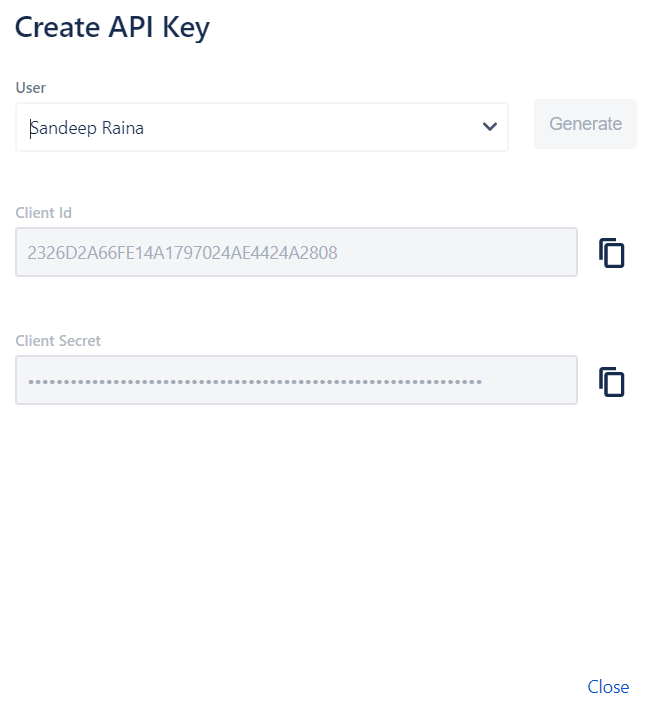 Create API Key
User
Sandeep Raina
Generate
Client Id
2326D2A66FE14A1797024AE4424A2808
Client Secret
••••••••••••••••••••••••••••••••••••••••••••••••••••••••••••••••
Close